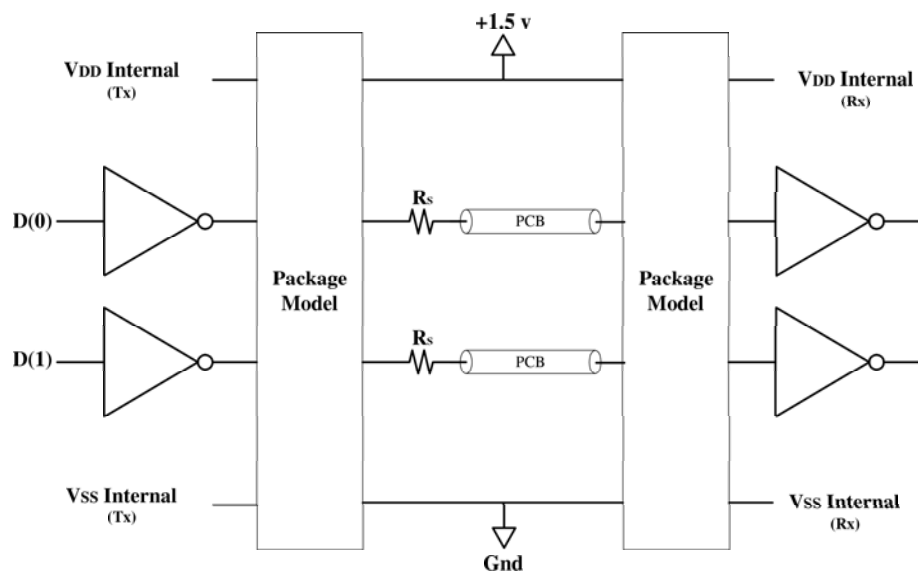 +1.5 v
VDD Internal
(Tx)
VDD Internal
(Rx)
D(0)
Rs
PCB
Package
Model
Package
Model
D(1)
Rs
PCB
VSS Internal
(Tx)
VSS Internal
(Rx)
Gnd